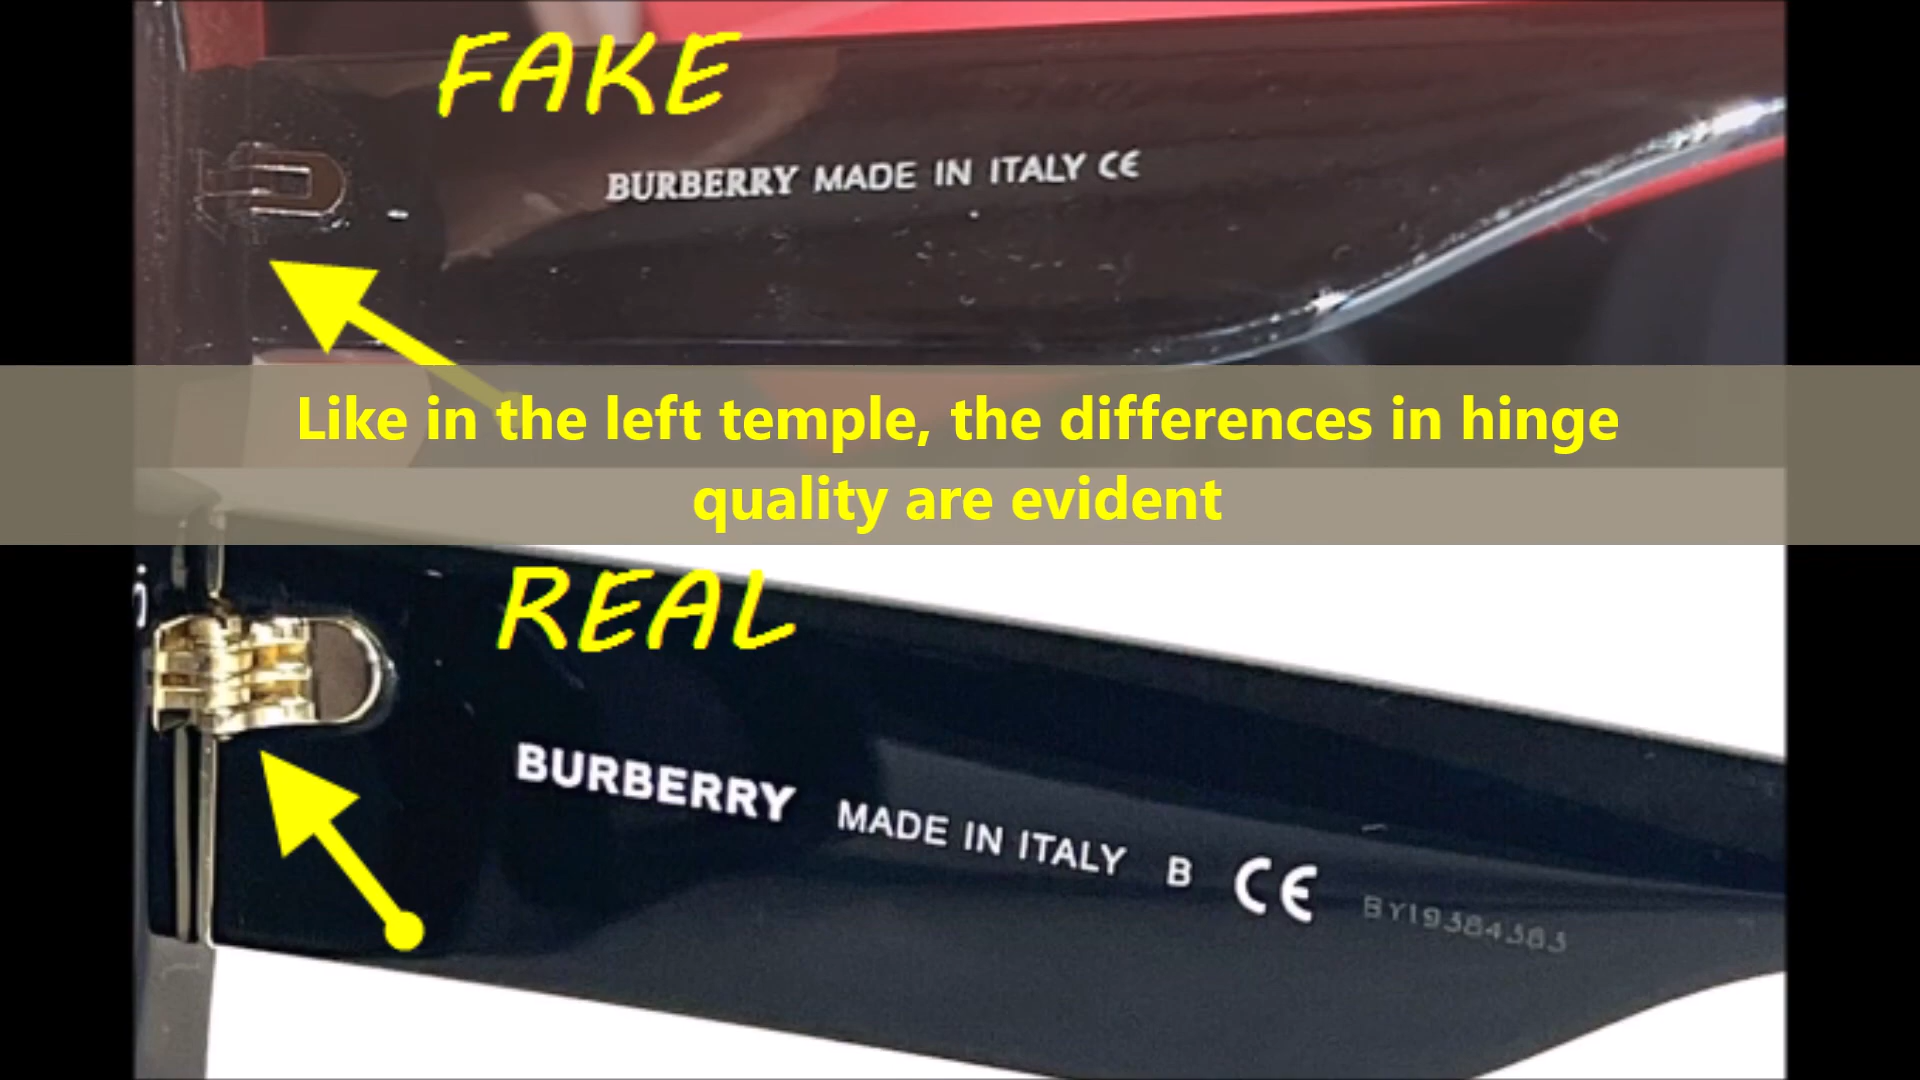 FAKE
BURBERRY MADE IN ITALY CE
Like in the left temple, the differences in hinge
quality are evident
REAL
BURBERRY MADE IN ITALY B CE BY19384383